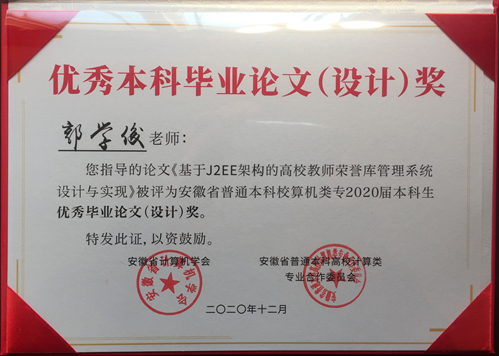 优秀本科毕业论文(设计)奖
郭学俊老师:
您指导的论文《基于J2EE架构的高校教师荣誉库管理系统
设计与实现》被评为安徽省普通本科校算机类专2020届本科生
优秀毕业论文(设计)奖。
特发此证,以资鼓励。
安徽省计算机学会
安徽省普通本科高校计算类
专业合作委员会
二〇二〇年十二月